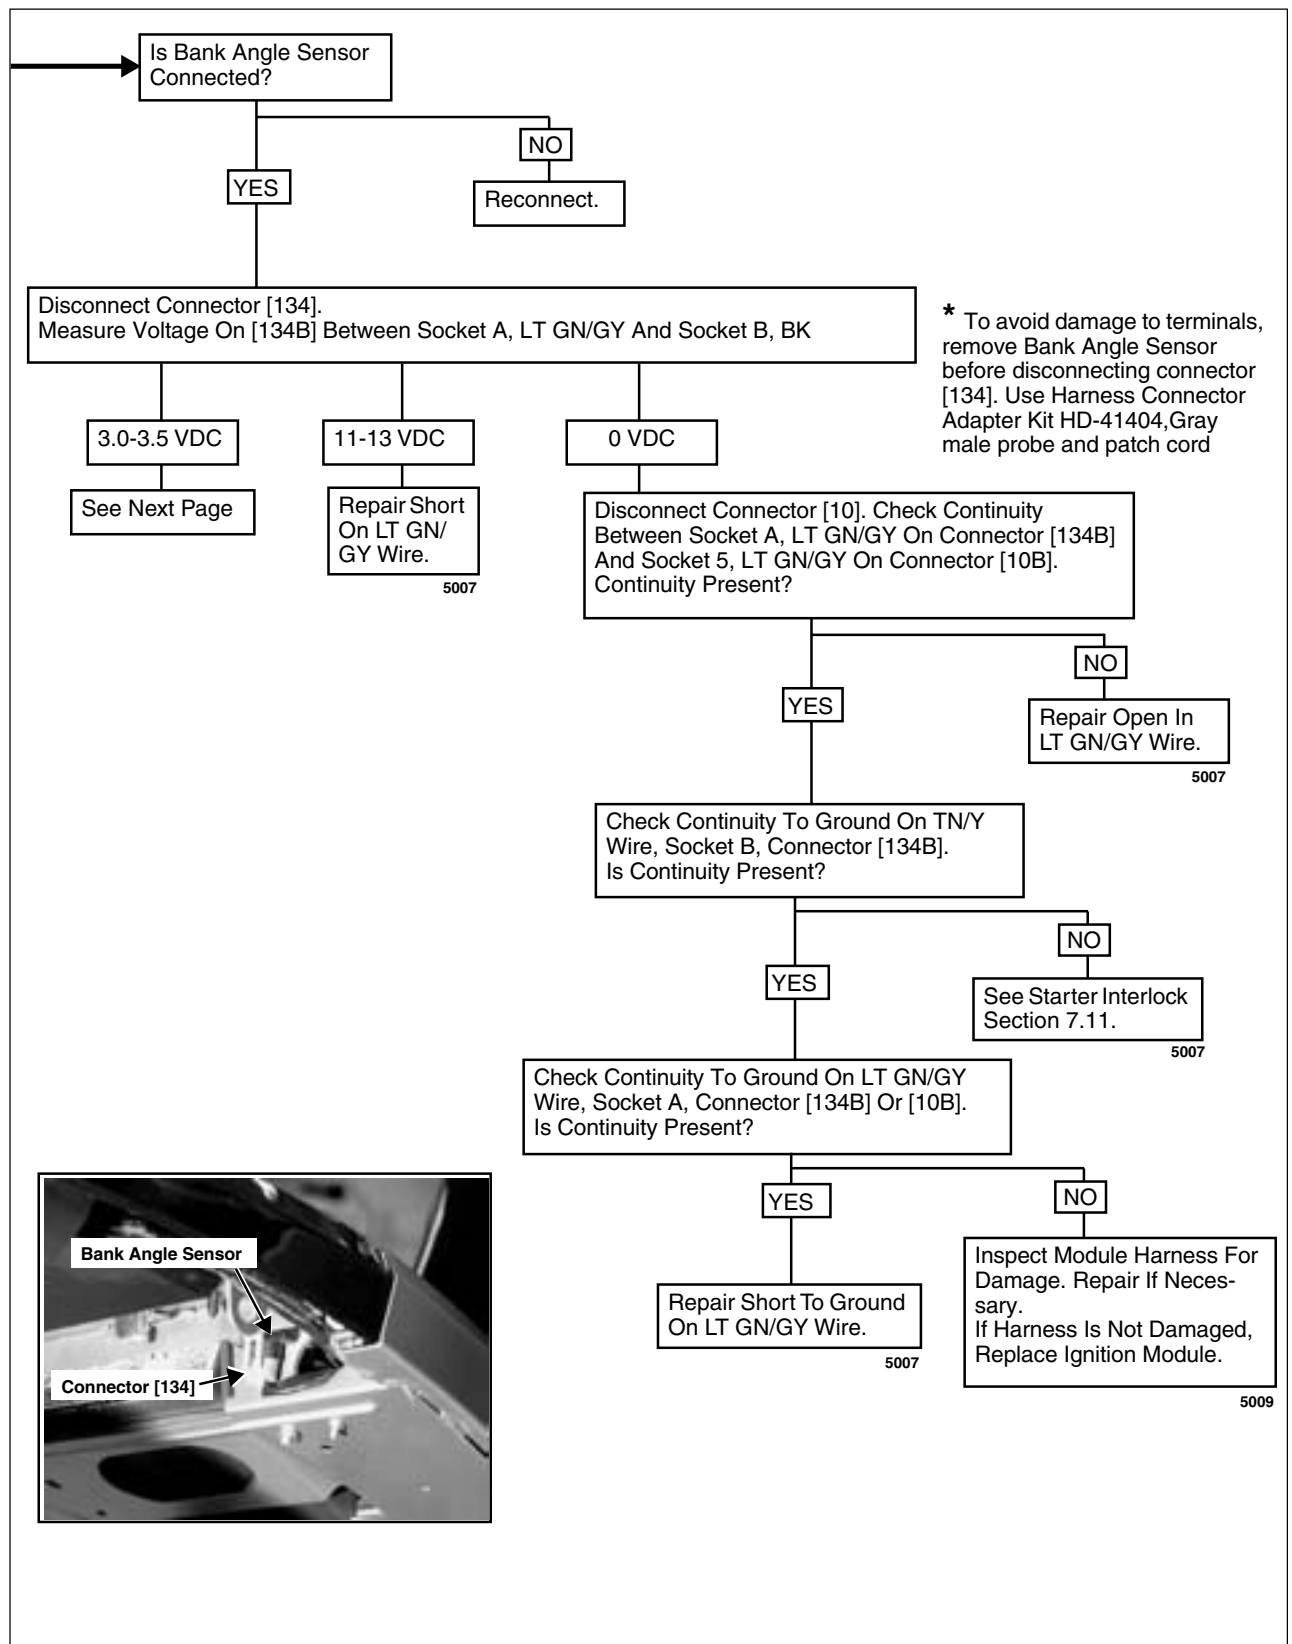 Is Bank Angle Sensor
Connected?
NO
YES
Reconnect.
Disconnect Connector [134].
Measure Voltage On [134B] Between Socket A, LT GN/GY And Socket B, BK
* To avoid damage to terminals,
remove Bank Angle Sensor
before disconnecting connector
[134]. Use Harness Connector
Adapter Kit HD-41404,Gray
male probe and patch cord
3.0-3.5 VDC
11-13 VDC
0 VDC
See Next Page
Repair Short
On LT GN/
GY Wire.
5007
Disconnect Connector [10]. Check Continuity
Between Socket A, LT GN/GY On Connector [134B]
And Socket 5, LT GN/GY On Connector [10B].
Continuity Present?
NO
YES
Repair Open In
LT GN/GY Wire.
5007
Check Continuity To Ground On TN/Y
Wire, Socket B, Connector [134B].
Is Continuity Present?
NO
YES
See Starter Interlock
Section 7.11.
5007
Check Continuity To Ground On LT GN/GY
Wire, Socket A, Connector [134B] Or [10B].
Is Continuity Present?
YES
NO
Repair Short To Ground
On LT GN/GY Wire.
5007
Inspect Module Harness For
Damage. Repair If Neces-
sary.
If Harness Is Not Damaged,
Replace Ignition Module.
5009
Bank Angle Sensor
Connector [134]